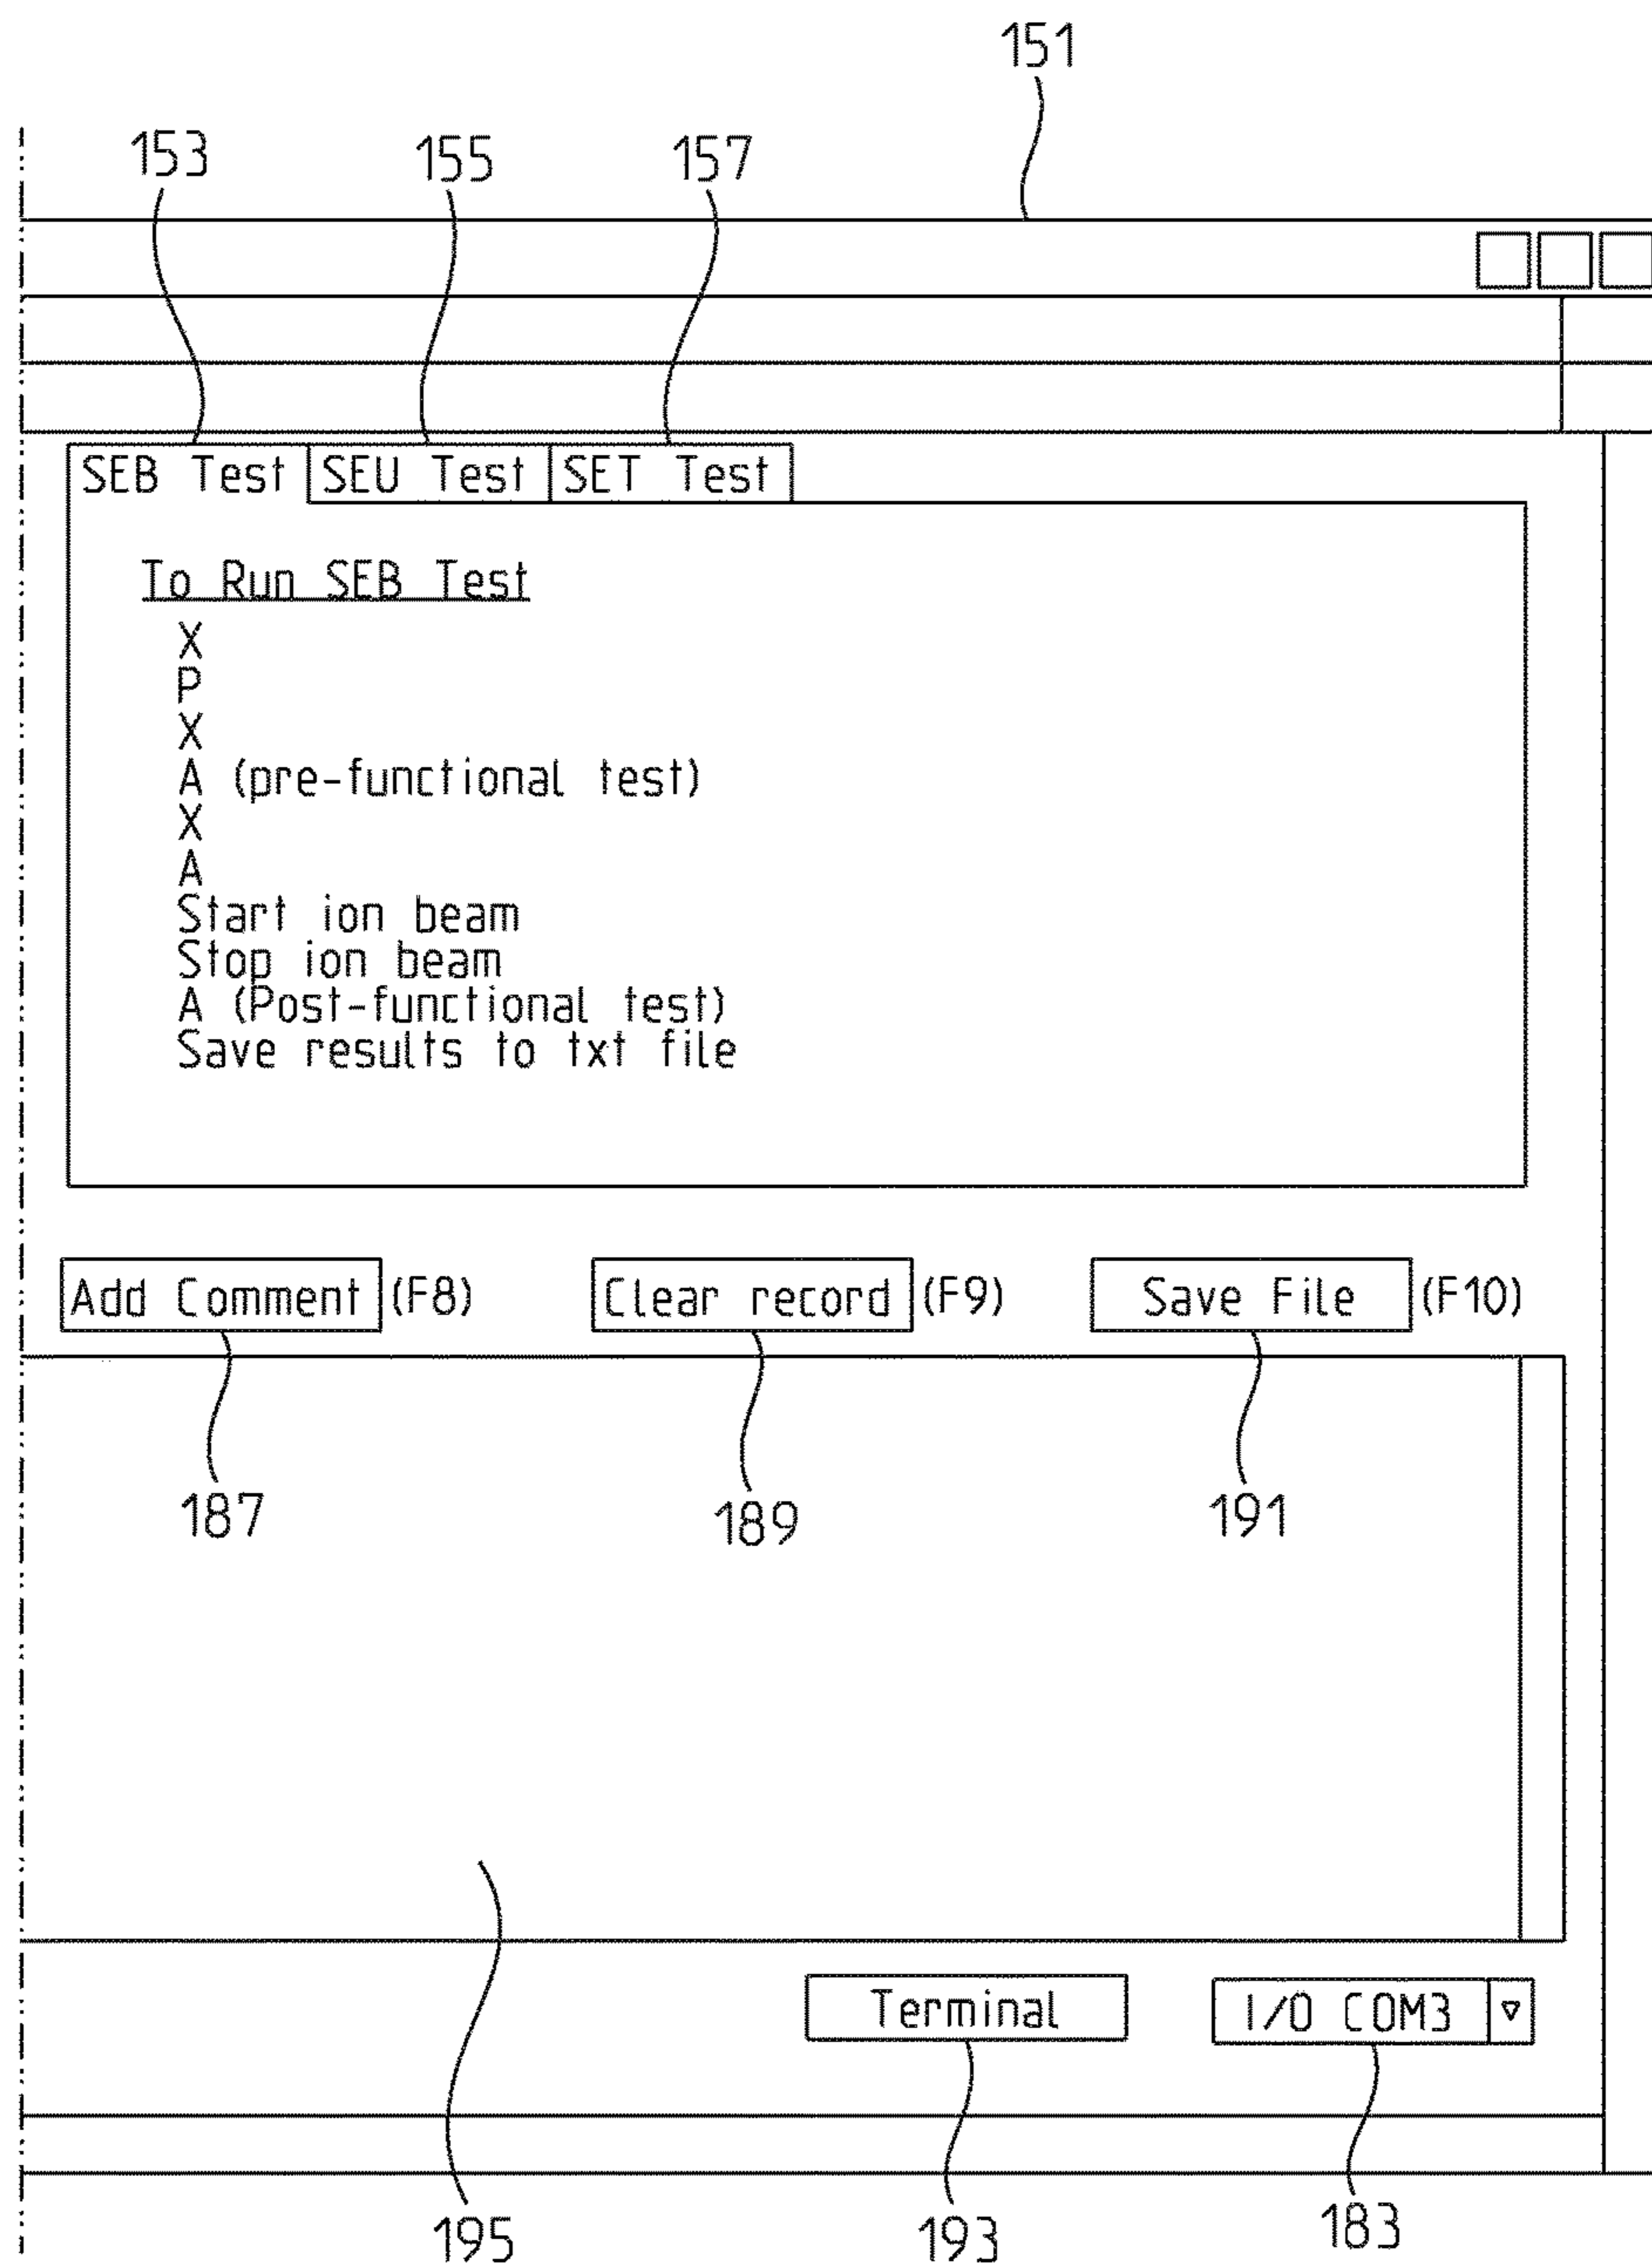 151
153 155 157
SEB Test SEU Test SET Test
To Run SEB Test
X
P
X
A (pre-functional test)
X
A
Start ion beam
Stop ion beam
A (Post-functional test)
Save results to txt file
Add Comment (F8) Clear record (F9) Save File (F10)
187 189 191
Terminal I/O COM3
195 193 183